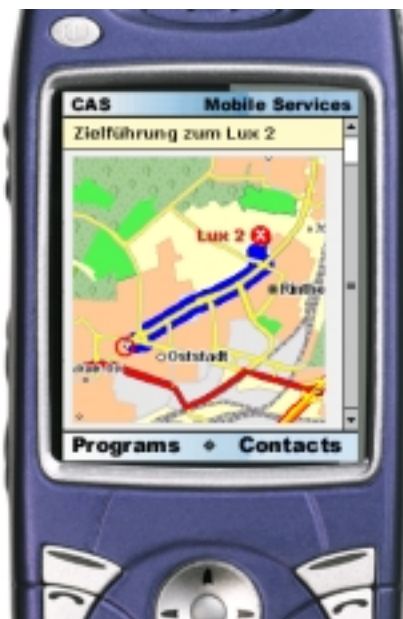 CAS Mobile Services
Zielführung zum Lux 2
Lux 2
Oststadt
Programs Contacts